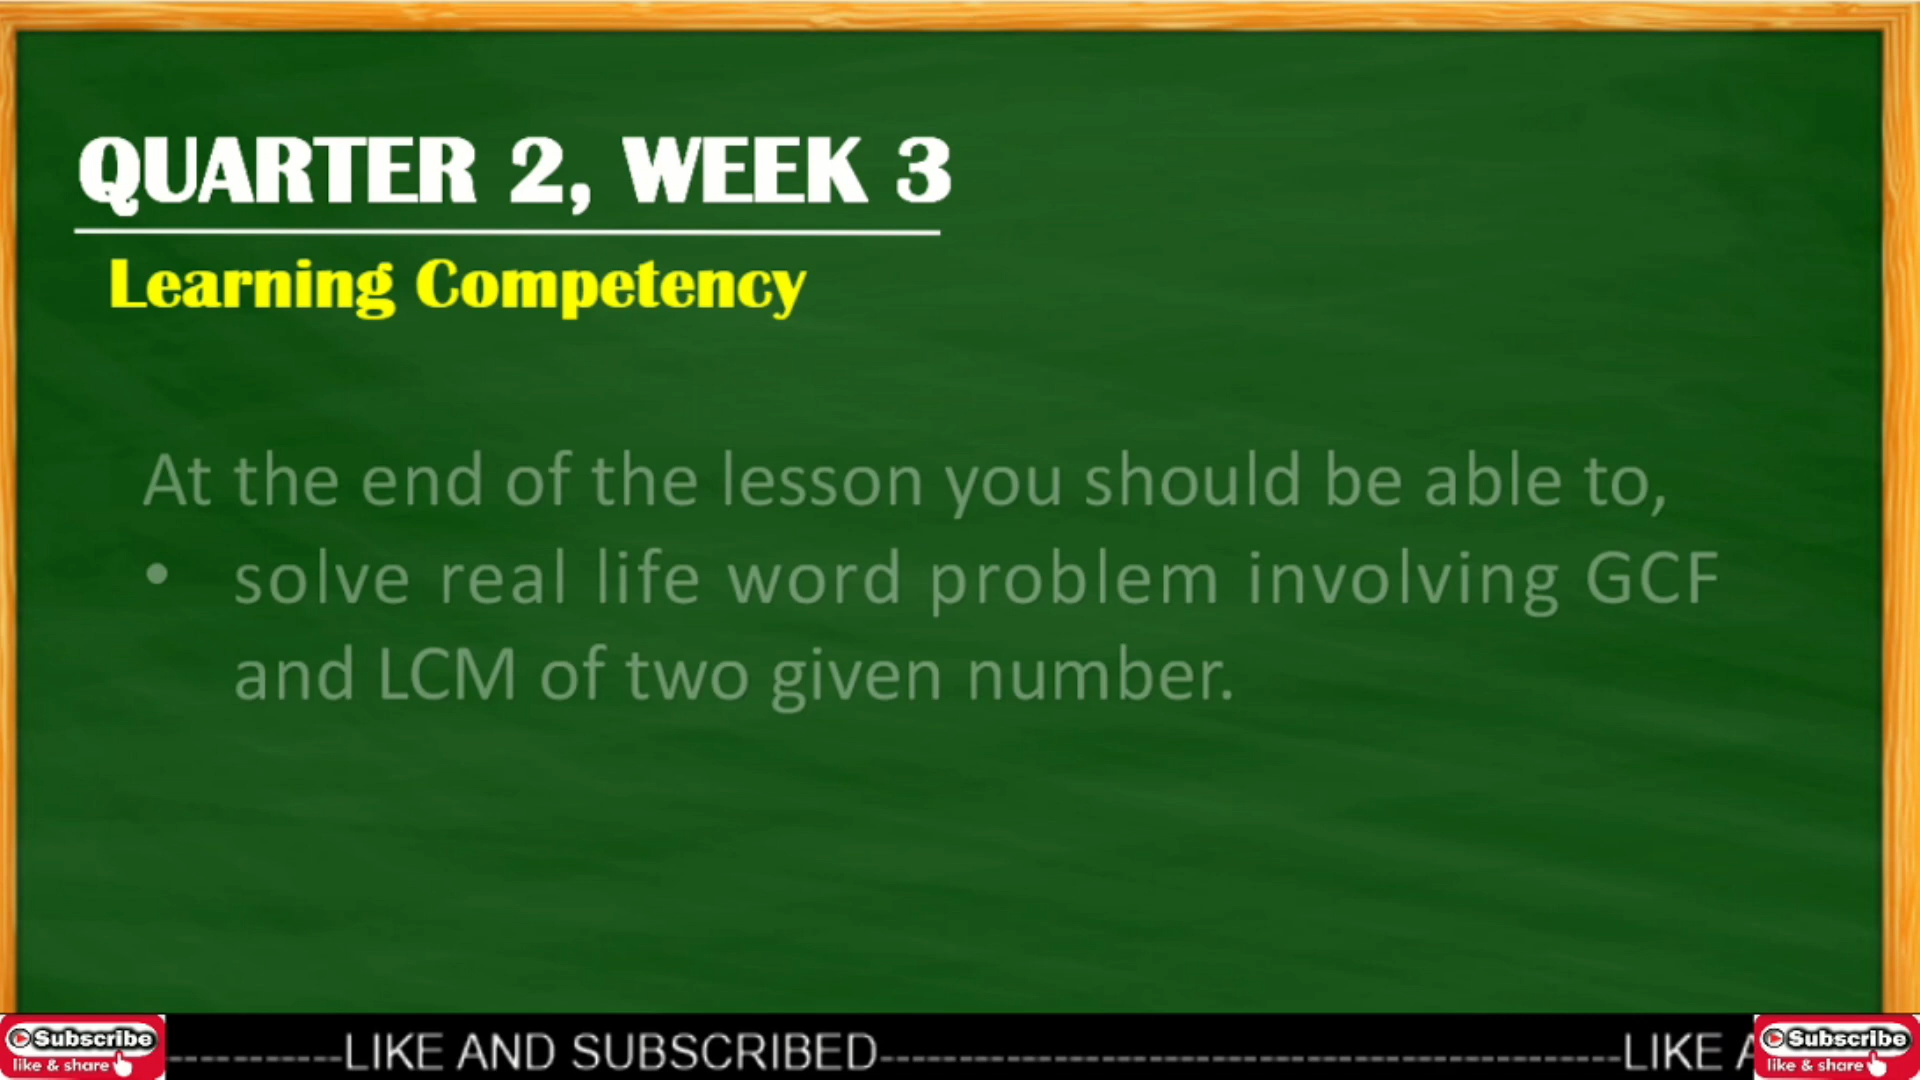 QUARTER 2, WEEK 3
Learning Competency
At the end of the lesson you should be able to,
• solve real life word problem involving GCF
and LCM of two given number.
Subscribe
like & share
----------LIKE AND SUBSCRIBED----------------------------------------LIKE A
Subscribe
like & share